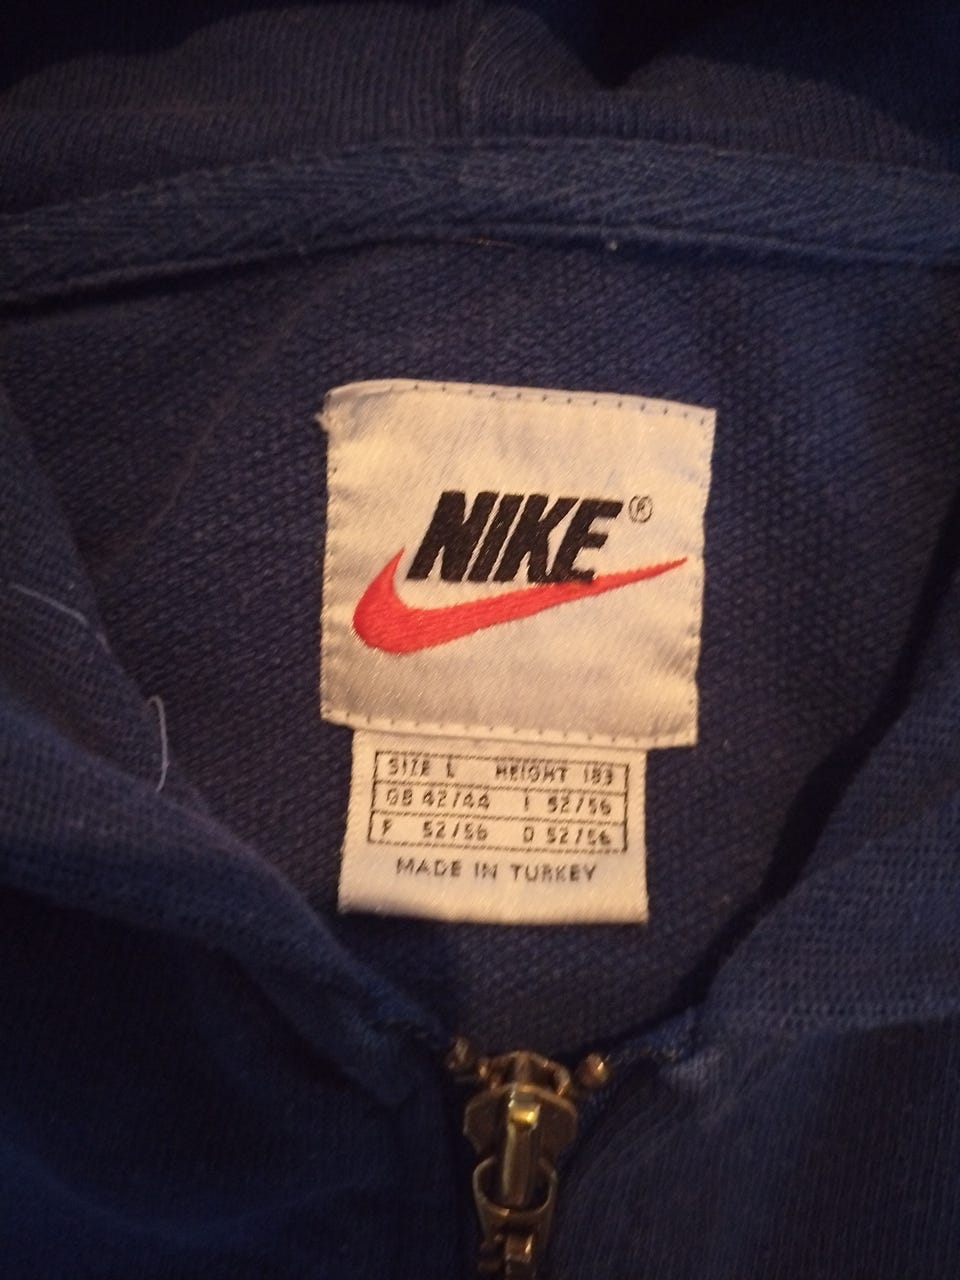 NIKE®
SIZE L HEIGHT 183
GB 42/44 I 52/56
F 52/56 D 52/56
MADE IN TURKEY